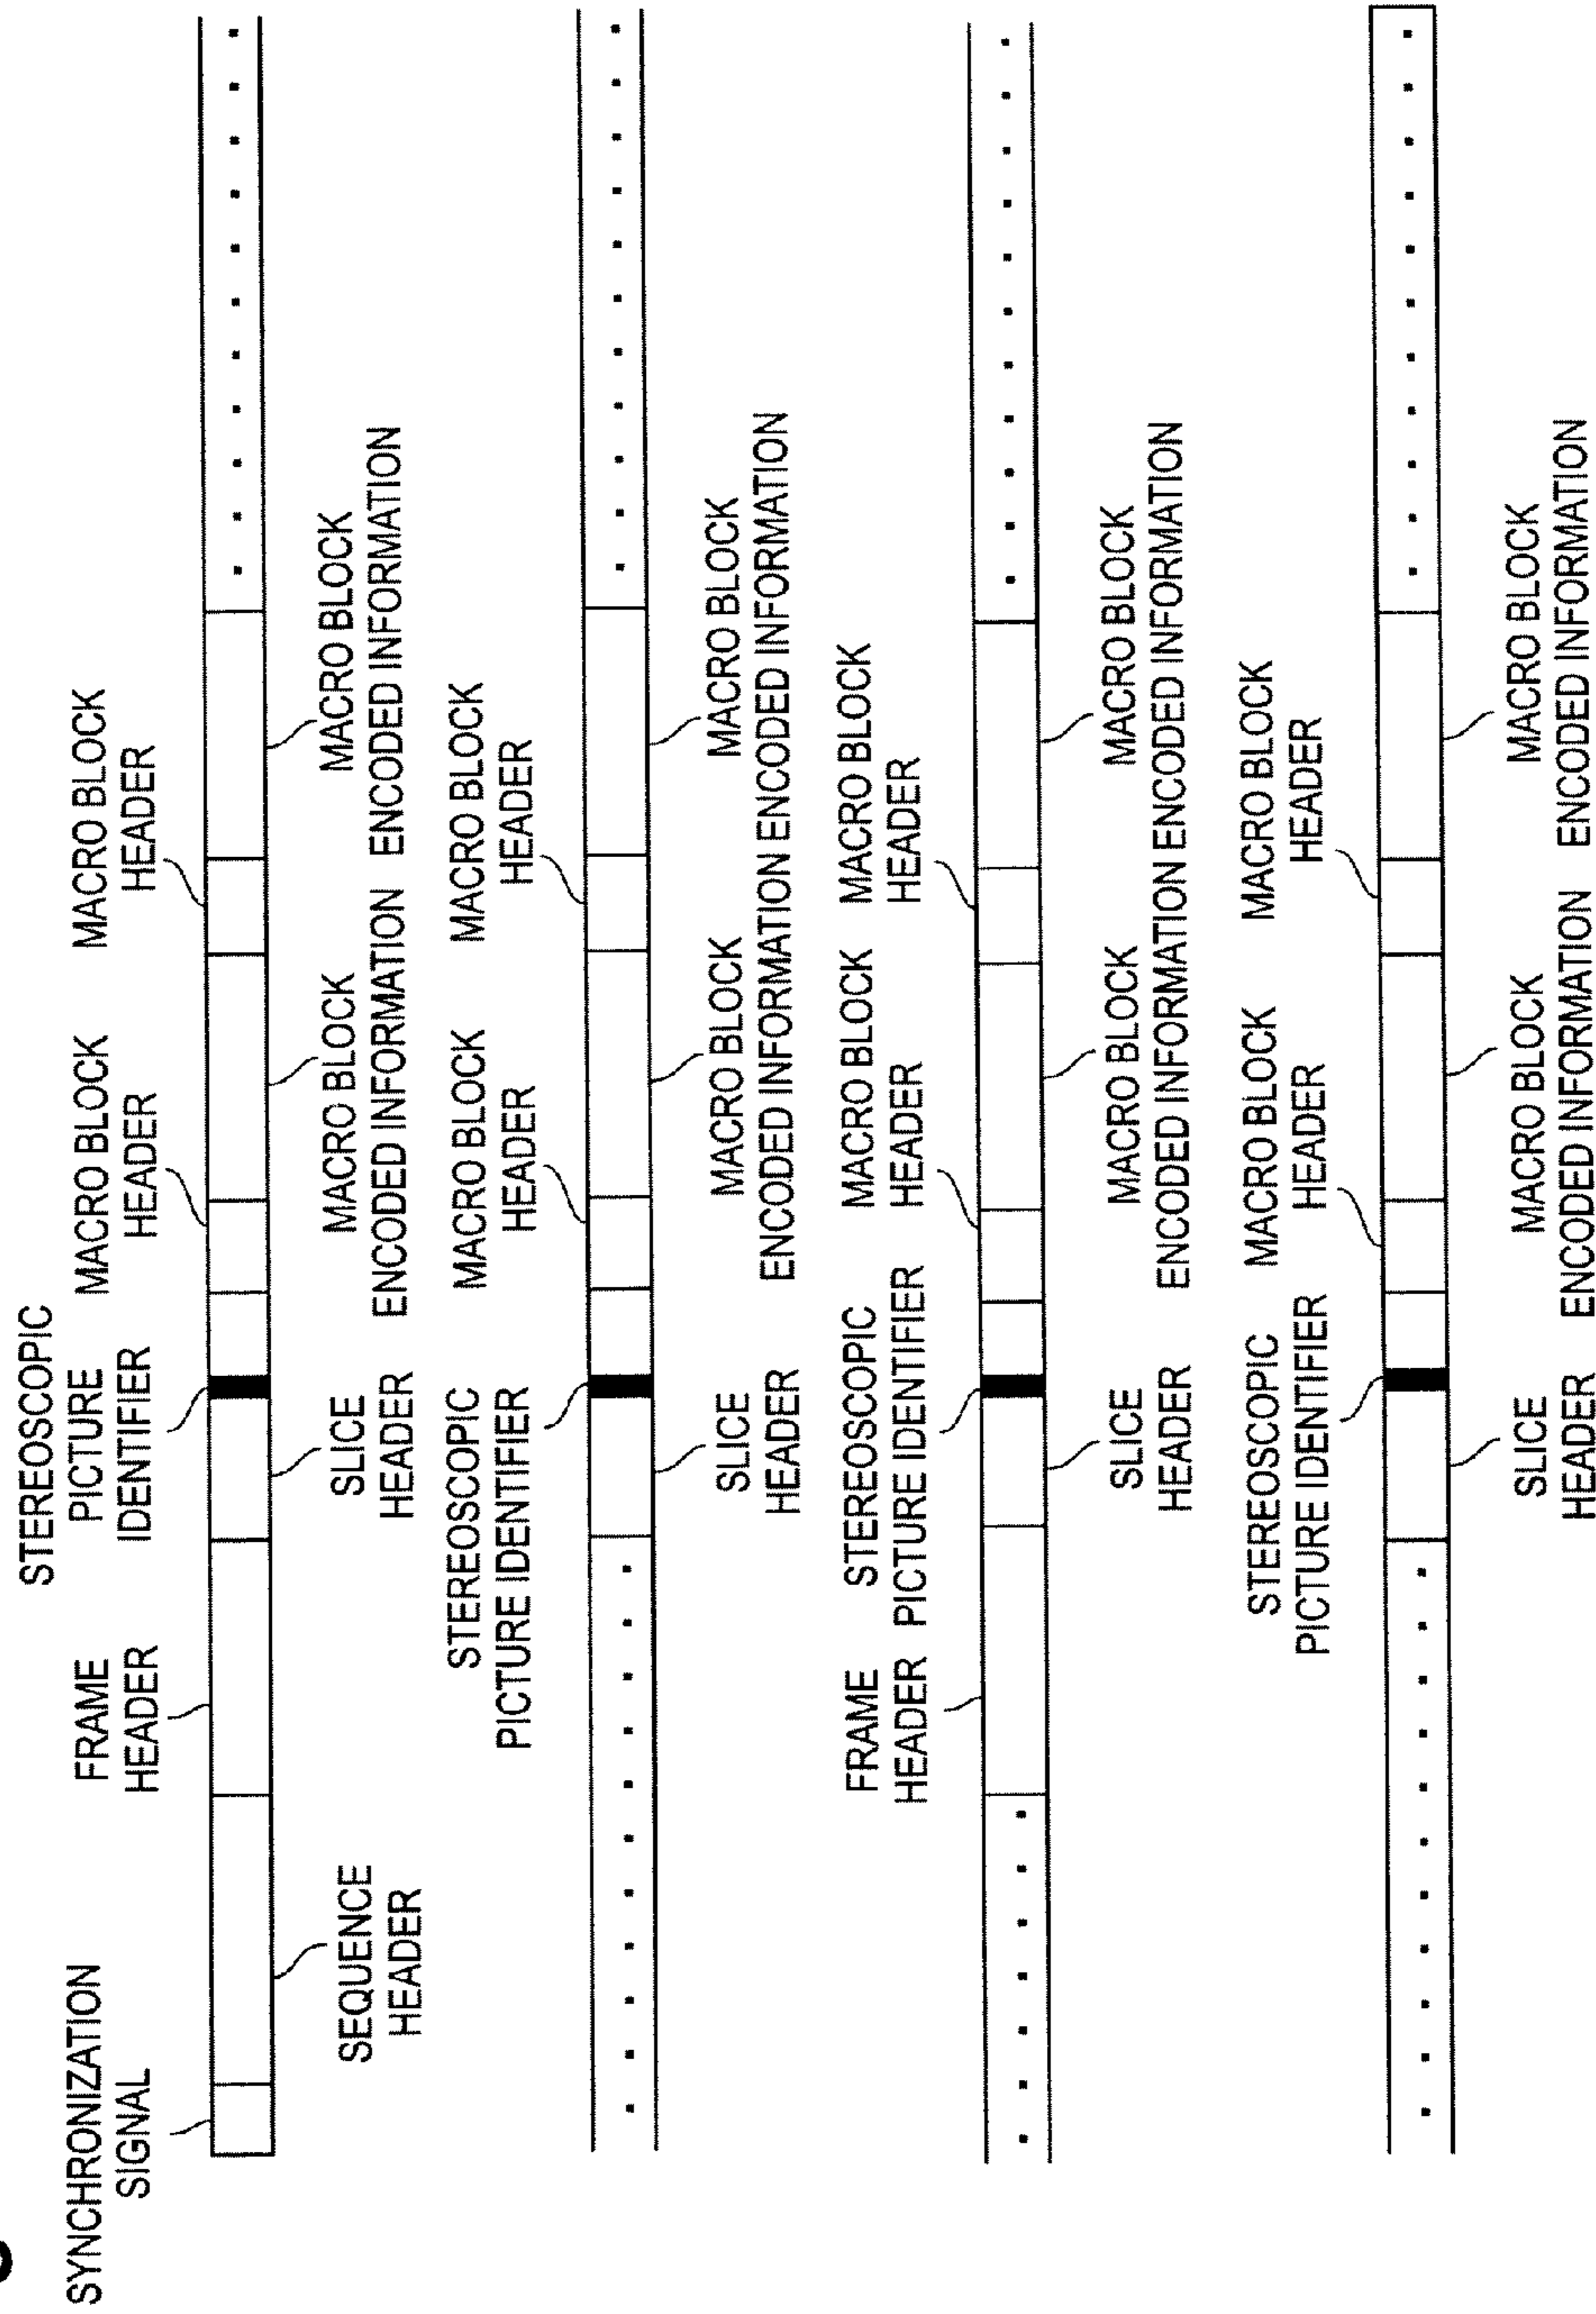 SYNCHRONIZATION
SIGNAL
FRAME
HEADER
STEREOSCOPIC
PICTURE
IDENTIFIER
MACRO BLOCK
HEADER
MACRO BLOCK
HEADER
SEQUENCE
HEADER
SLICE
HEADER
MACRO BLOCK
ENCODED INFORMATION
MACRO BLOCK
ENCODED INFORMATION
STEREOSCOPIC
PICTURE IDENTIFIER
MACRO BLOCK
HEADER
MACRO BLOCK
HEADER
SLICE
HEADER
MACRO BLOCK
ENCODED INFORMATION
MACRO BLOCK
ENCODED INFORMATION
FRAME
HEADER
STEREOSCOPIC
PICTURE IDENTIFIER
MACRO BLOCK
HEADER
MACRO BLOCK
HEADER
SLICE
HEADER
MACRO BLOCK
ENCODED INFORMATION
MACRO BLOCK
ENCODED INFORMATION
STEREOSCOPIC
PICTURE IDENTIFIER
MACRO BLOCK
HEADER
MACRO BLOCK
HEADER
SLICE
HEADER
MACRO BLOCK
ENCODED INFORMATION
MACRO BLOCK
ENCODED INFORMATION